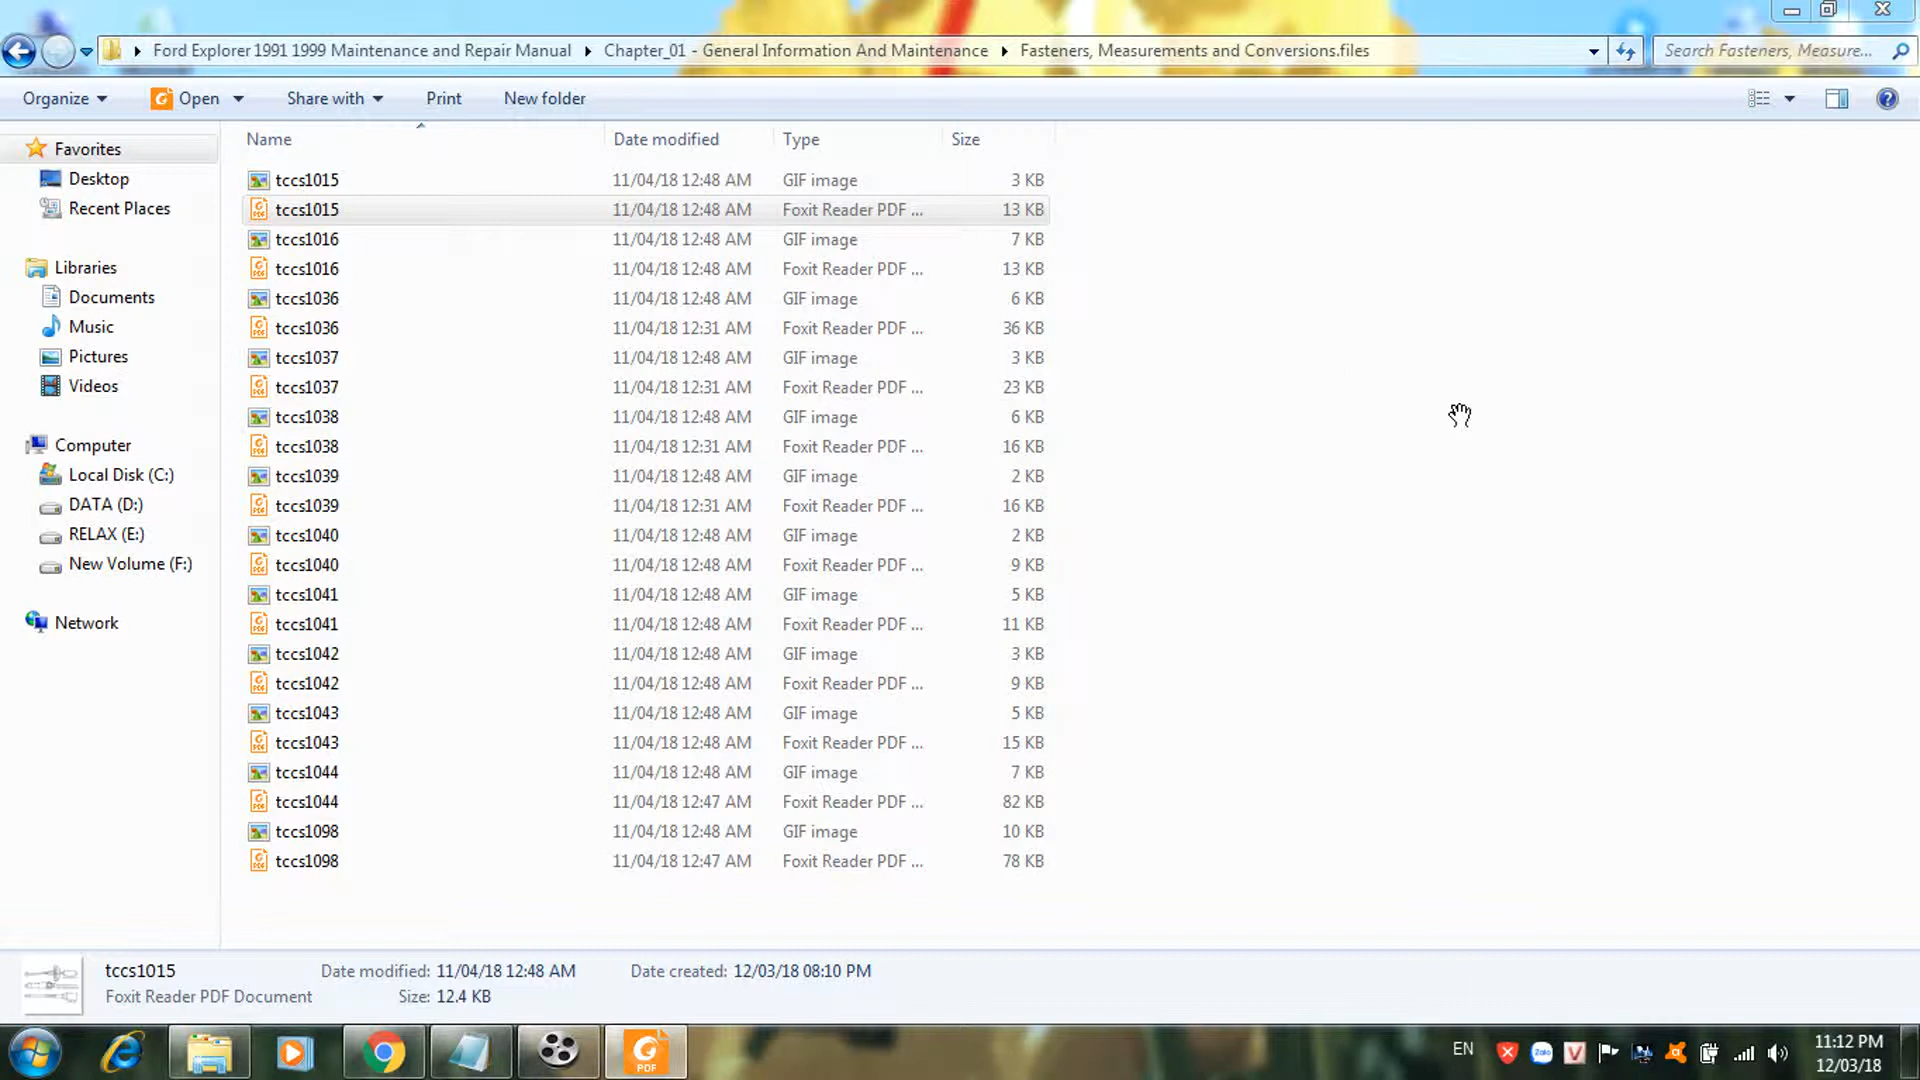 Ford Explorer 1991 1999 Maintenance and Repair Manual Chapter_01 - General Information And Maintenance Fasteners, Measurements and Conversions.files Search Fasteners, Measure...
Organize Open Share with Print New folder
Name Date modified Type Size
Favorites
Desktop
Recent Places
Libraries
Documents
Music
Pictures
Videos
Computer
Local Disk (C:)
DATA (D:)
RELAX (E:)
New Volume (F:)
Network
tccs1015 11/04/18 12:48 AM GIF image 3 KB
tccs1015 11/04/18 12:48 AM Foxit Reader PDF ... 13 KB
tccs1016 11/04/18 12:48 AM GIF image 7 KB
tccs1016 11/04/18 12:48 AM Foxit Reader PDF ... 13 KB
tccs1036 11/04/18 12:48 AM GIF image 6 KB
tccs1036 11/04/18 12:31 AM Foxit Reader PDF ... 36 KB
tccs1037 11/04/18 12:48 AM GIF image 3 KB
tccs1037 11/04/18 12:31 AM Foxit Reader PDF ... 23 KB
tccs1038 11/04/18 12:48 AM GIF image 6 KB
tccs1038 11/04/18 12:31 AM Foxit Reader PDF ... 16 KB
tccs1039 11/04/18 12:48 AM GIF image 2 KB
tccs1039 11/04/18 12:31 AM Foxit Reader PDF ... 16 KB
tccs1040 11/04/18 12:48 AM GIF image 2 KB
tccs1040 11/04/18 12:48 AM Foxit Reader PDF ... 9 KB
tccs1041 11/04/18 12:48 AM GIF image 5 KB
tccs1041 11/04/18 12:48 AM Foxit Reader PDF ... 11 KB
tccs1042 11/04/18 12:48 AM GIF image 3 KB
tccs1042 11/04/18 12:48 AM Foxit Reader PDF ... 9 KB
tccs1043 11/04/18 12:48 AM GIF image 5 KB
tccs1043 11/04/18 12:48 AM Foxit Reader PDF ... 15 KB
tccs1044 11/04/18 12:48 AM GIF image 7 KB
tccs1044 11/04/18 12:47 AM Foxit Reader PDF ... 82 KB
tccs1098 11/04/18 12:48 AM GIF image 10 KB
tccs1098 11/04/18 12:47 AM Foxit Reader PDF ... 78 KB
tccs1015 Date modified: 11/04/18 12:48 AM Date created: 12/03/18 08:10 PM
Foxit Reader PDF Document Size: 12.4 KB
PDF
EN
Zalo
V
11:12 PM
12/03/18